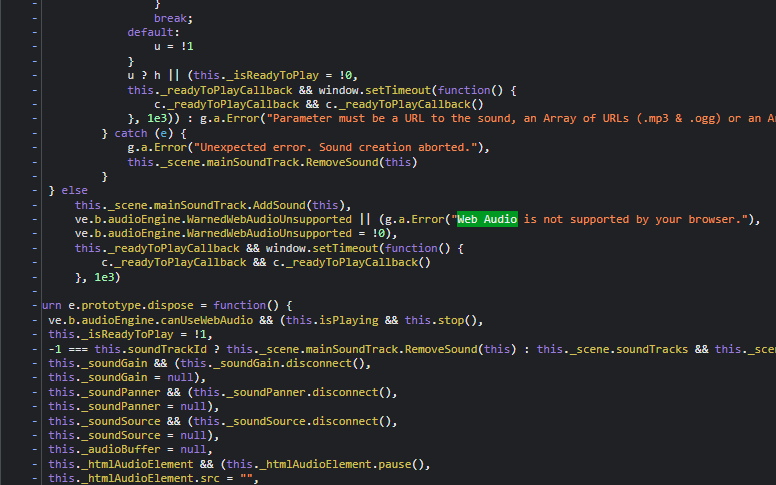 - }
- break;
- default:
- u = !1
- }
- u ? h || (this._isReadyToPlay = !0,
- this._readyToPlayCallback && window.setTimeout(function() {
- c._readyToPlayCallback && c._readyToPlayCallback()
- }, 1e3)) : g.a.Error("Parameter must be a URL to the sound, an Array of URLs (.mp3 & .ogg) or an A
- } catch (e) {
- g.a.Error("Unexpected error. Sound creation aborted."),
- this._scene.mainSoundTrack.RemoveSound(this)
- }
- } else
- this._scene.mainSoundTrack.AddSound(this),
- ve.b.audioEngine.WarnedWebAudioUnsupported || (g.a.Error("Web Audio is not supported by your browser."),
- ve.b.audioEngine.WarnedWebAudioUnsupported = !0),
- this._readyToPlayCallback && window.setTimeout(function() {
- c._readyToPlayCallback && c._readyToPlayCallback()
- }, 1e3)
-
- urn e.prototype.dispose = function() {
- ve.b.audioEngine.canUseWebAudio && (this.isPlaying && this.stop(),
- this._isReadyToPlay = !1,
- -1 === this.soundTrackId ? this._scene.mainSoundTrack.RemoveSound(this) : this._scene.soundTracks && this._sce
- this._soundGain && (this._soundGain.disconnect(),
- this._soundGain = null),
- this._soundPanner && (this._soundPanner.disconnect(),
- this._soundPanner = null),
- this._soundSource && (this._soundSource.disconnect(),
- this._soundSource = null),
- this._audioBuffer = null,
- this._htmlAudioElement && (this._htmlAudioElement.pause(),
- this._htmlAudioElement.src = "",